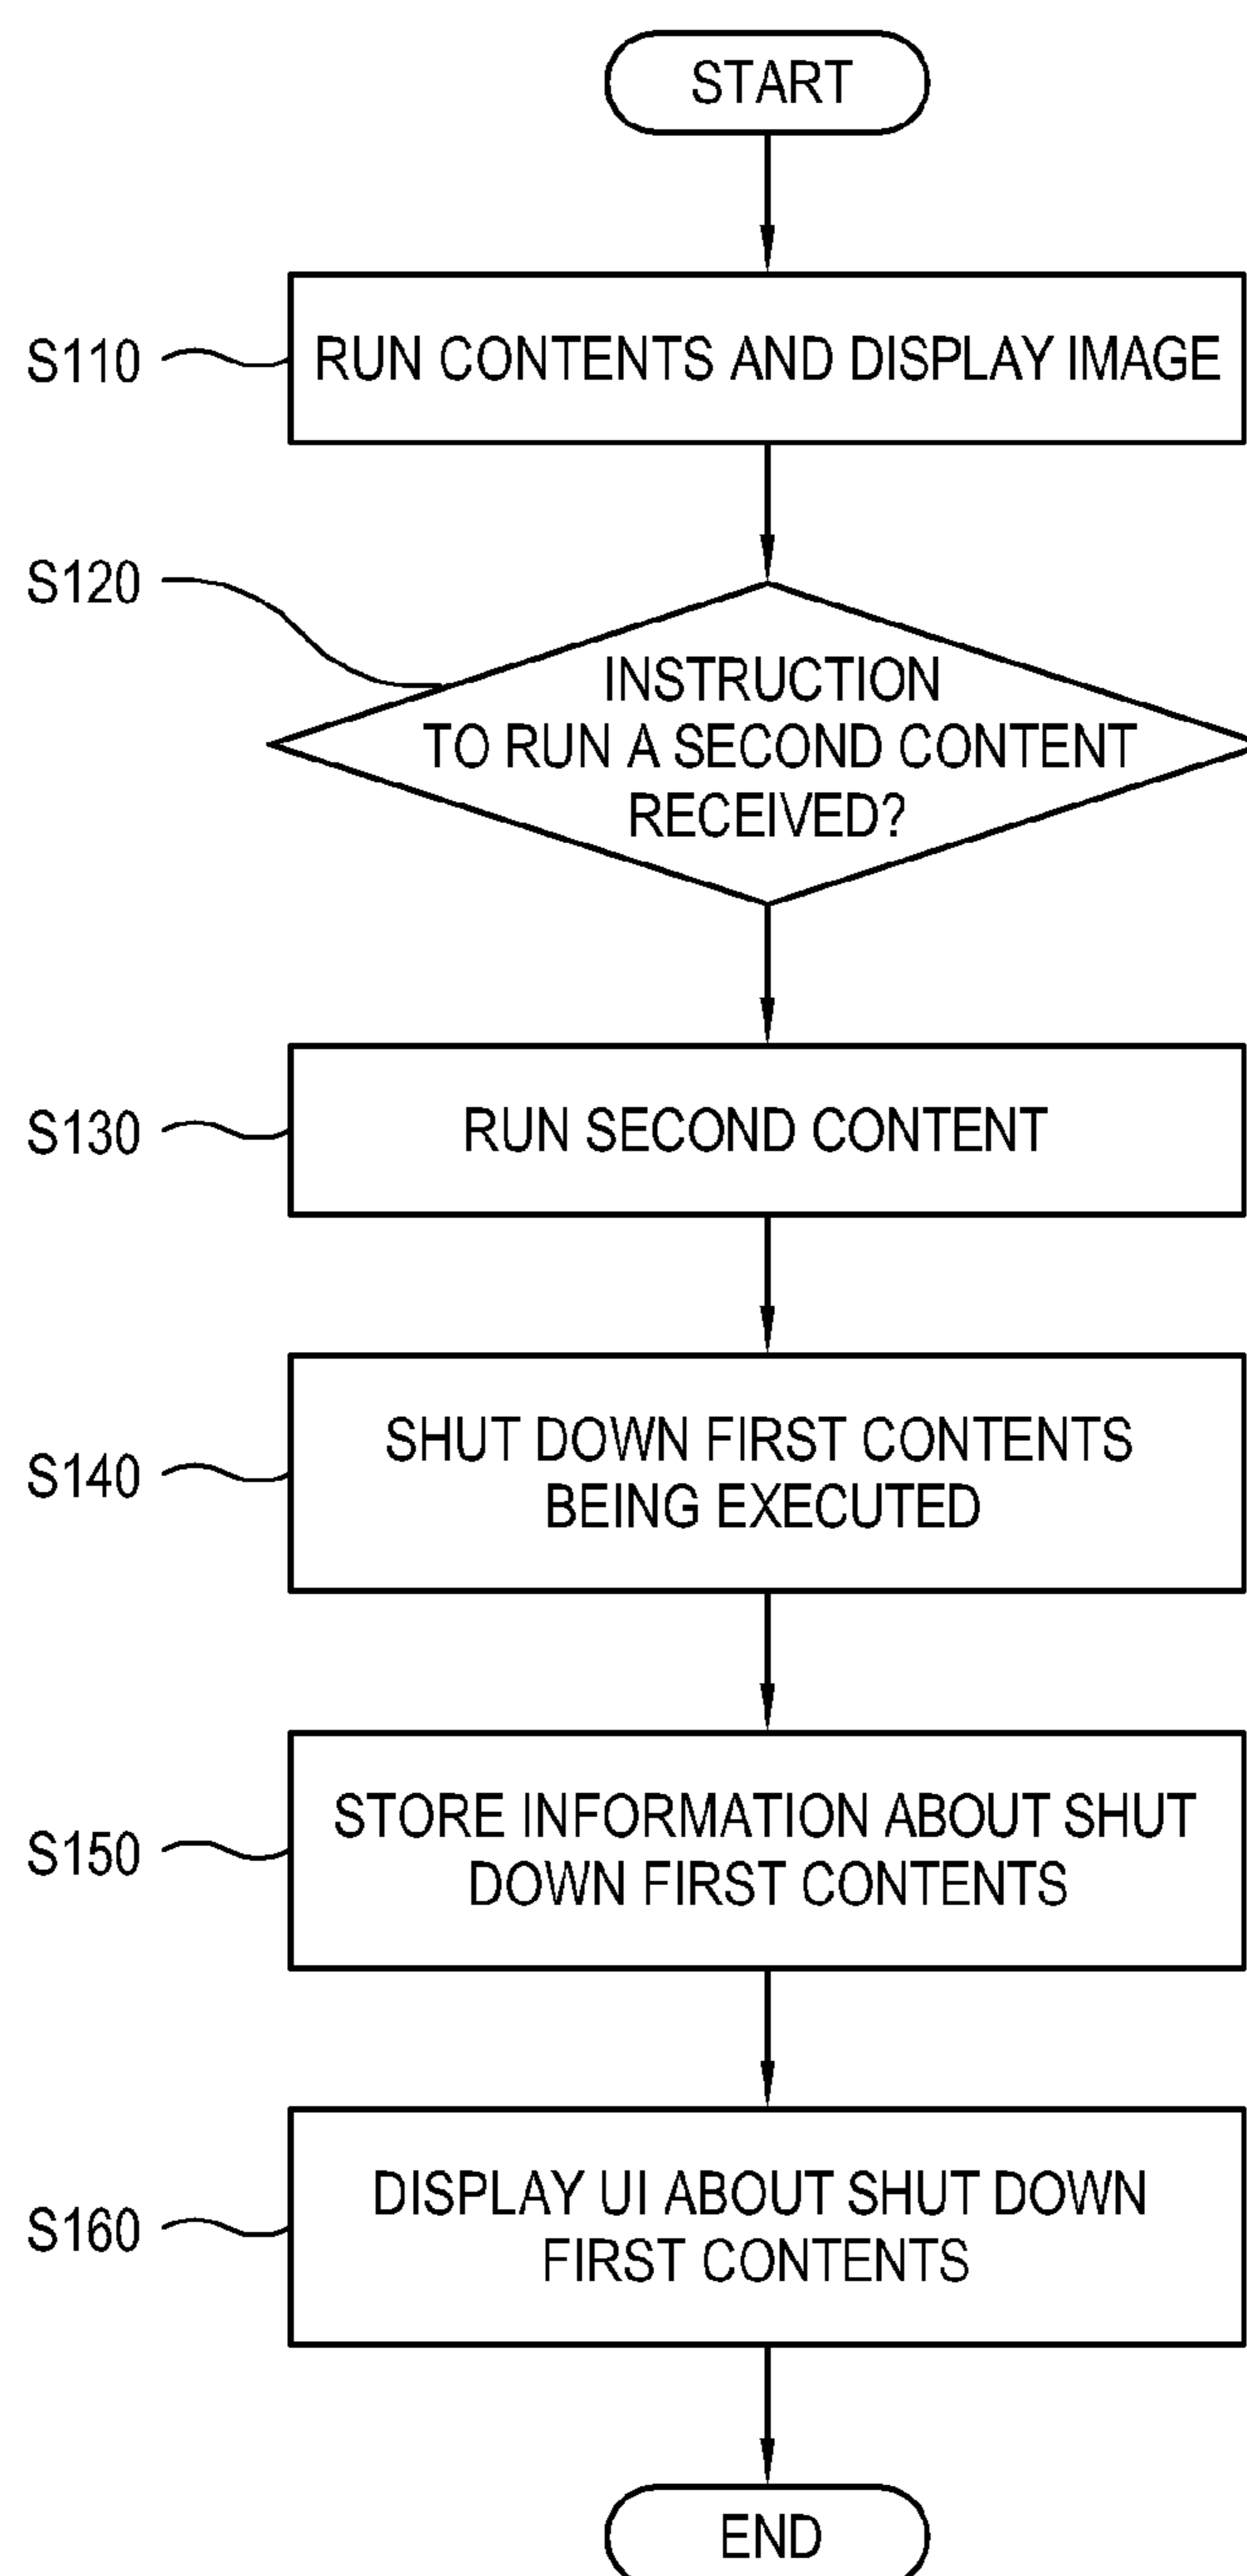 START
S110
RUN CONTENTS AND DISPLAY IMAGE
S120
INSTRUCTION
TO RUN A SECOND CONTENT
RECEIVED?
S130
RUN SECOND CONTENT
S140
SHUT DOWN FIRST CONTENTS
BEING EXECUTED
S150
STORE INFORMATION ABOUT SHUT
DOWN FIRST CONTENTS
S160
DISPLAY UI ABOUT SHUT DOWN
FIRST CONTENTS
END